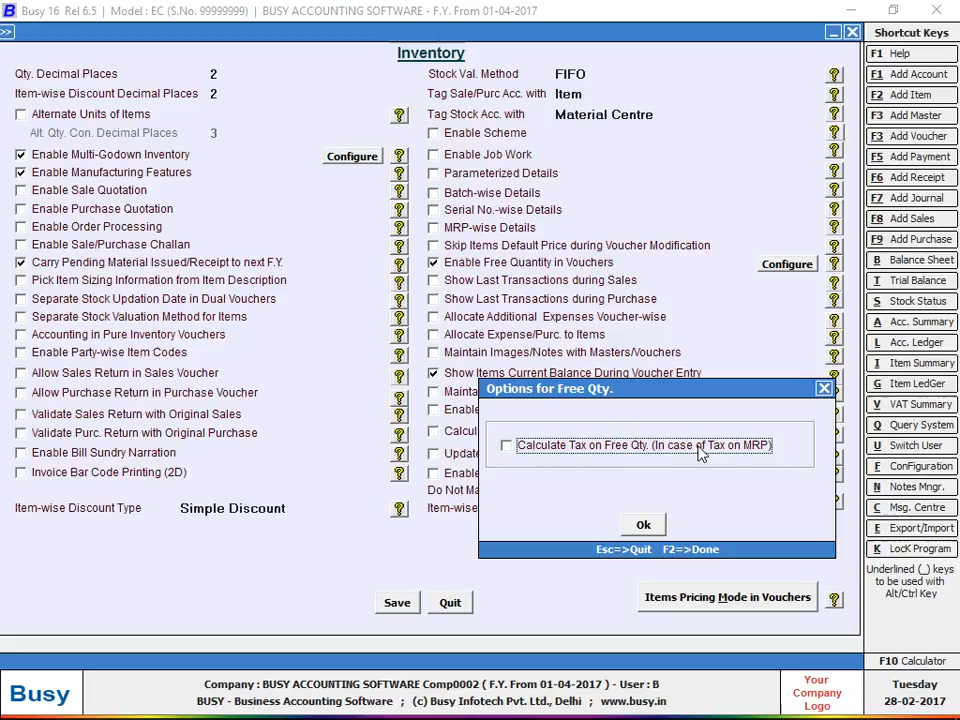 Busy 16 Rel 6.5 | Model : EC (S.No. 99999999) | BUSY ACCOUNTING SOFTWARE - F.Y. From 01-04-2017
>>
Inventory
Qty. Decimal Places 2
Item-wise Discount Decimal Places 2
Alternate Units of Items
Alt. Qty. Con. Decimal Places 3
Enable Multi-Godown Inventory Configure
Enable Manufacturing Features
Enable Sale Quotation
Enable Purchase Quotation
Enable Order Processing
Enable Sale/Purchase Challan
Carry Pending Material Issued/Receipt to next F.Y.
Pick Item Sizing Information from Item Description
Separate Stock Updation Date in Dual Vouchers
Separate Stock Valuation Method for Items
Accounting in Pure Inventory Vouchers
Enable Party-wise Item Codes
Allow Sales Return in Sales Voucher
Allow Purchase Return in Purchase Voucher
Validate Sales Return with Original Sales
Validate Purc. Return with Original Purchase
Enable Bill Sundry Narration
Invoice Bar Code Printing (2D)
Item-wise Discount Type Simple Discount
Stock Val. Method FIFO
Tag Sale/Purc Acc. with Item
Tag Stock Acc. with Material Centre
Enable Scheme
Enable Job Work
Parameterized Details
Batch-wise Details
Serial No.-wise Details
MRP-wise Details
Skip Items Default Price during Voucher Modification
Enable Free Quantity in Vouchers Configure
Show Last Transactions during Sales
Show Last Transactions during Purchase
Allocate Additional Expenses Voucher-wise
Allocate Expense/Purc. to Items
Maintain Images/Notes with Masters/Vouchers
Show Items Current Balance During Voucher Entry
Mainta
Enable
Calcul
Update
Enable
Do Not Ma
Item-wise
Options for Free Qty.
Calculate Tax on Free Qty. (In case of Tax on MRP)
Ok
Esc=>Quit F2=>Done
Save Quit
Items Pricing Mode in Vouchers
Shortcut Keys
F1 Help
F1 Add Account
F2 Add Item
F3 Add Master
F3 Add Voucher
F5 Add Payment
F6 Add Receipt
F7 Add Journal
F8 Add Sales
F9 Add Purchase
B Balance Sheet
T Trial Balance
S Stock Status
A Acc. Summary
L Acc. Ledger
I Item Summary
G Item LedGer
V VAT Summary
Q Query System
U Switch User
F Configuration
N Notes Mngr.
C Msg. Centre
E Export/Import
K LocK Program
Underlined (_) keys
to be used with
Alt/Ctrl Key
F10 Calculator
Busy
Company : BUSY ACCOUNTING SOFTWARE Comp0002 ( F.Y. From 01-04-2017 ) - User : B
BUSY - Business Accounting Software ; (c) Busy Infotech Pvt. Ltd., Delhi ; www.busy.in
Your
Company
Logo
Tuesday
28-02-2017